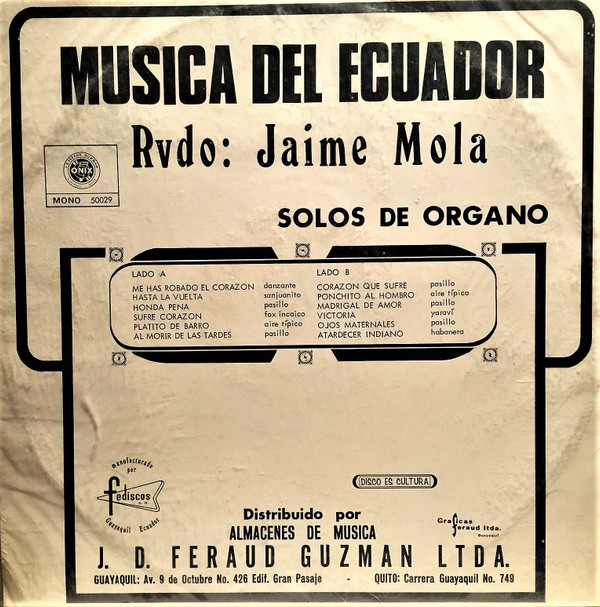 MUSICA DEL ECUADOR
Rvdo: Jaime Mola
ONIX
MONO 50029
SOLOS DE ORGANO
LADO A
ME HAS ROBADO EL CORAZON danzante
HASTA LA VUELTA sanjuanito
HONDA PENA pasillo
SUFRE CORAZON fox incaico
PLATITO DE BARRO aire típico
AL MORIR DE LAS TARDES pasillo
LADO B
CORAZON QUE SUFRE pasillo
PONCHITO AL HOMBRO aire típico
MADRIGAL DE AMOR pasillo
VICTORIA yaraví
OJOS MATERNALES pasillo
ATARDECER INDIANO habanera
manufacturado
por
fediscos
Guayaquil Ecuador
DISCO ES CULTURA
Distribuido por
ALMACENES DE MUSICA
Graficas
feraud ltda.
Guayaquil
J. D. FERAUD GUZMAN LTDA.
GUAYAQUIL: Av. 9 de Octubre No. 426 Edif. Gran Pasaje - QUITO: Carrera Guayaquil No. 749